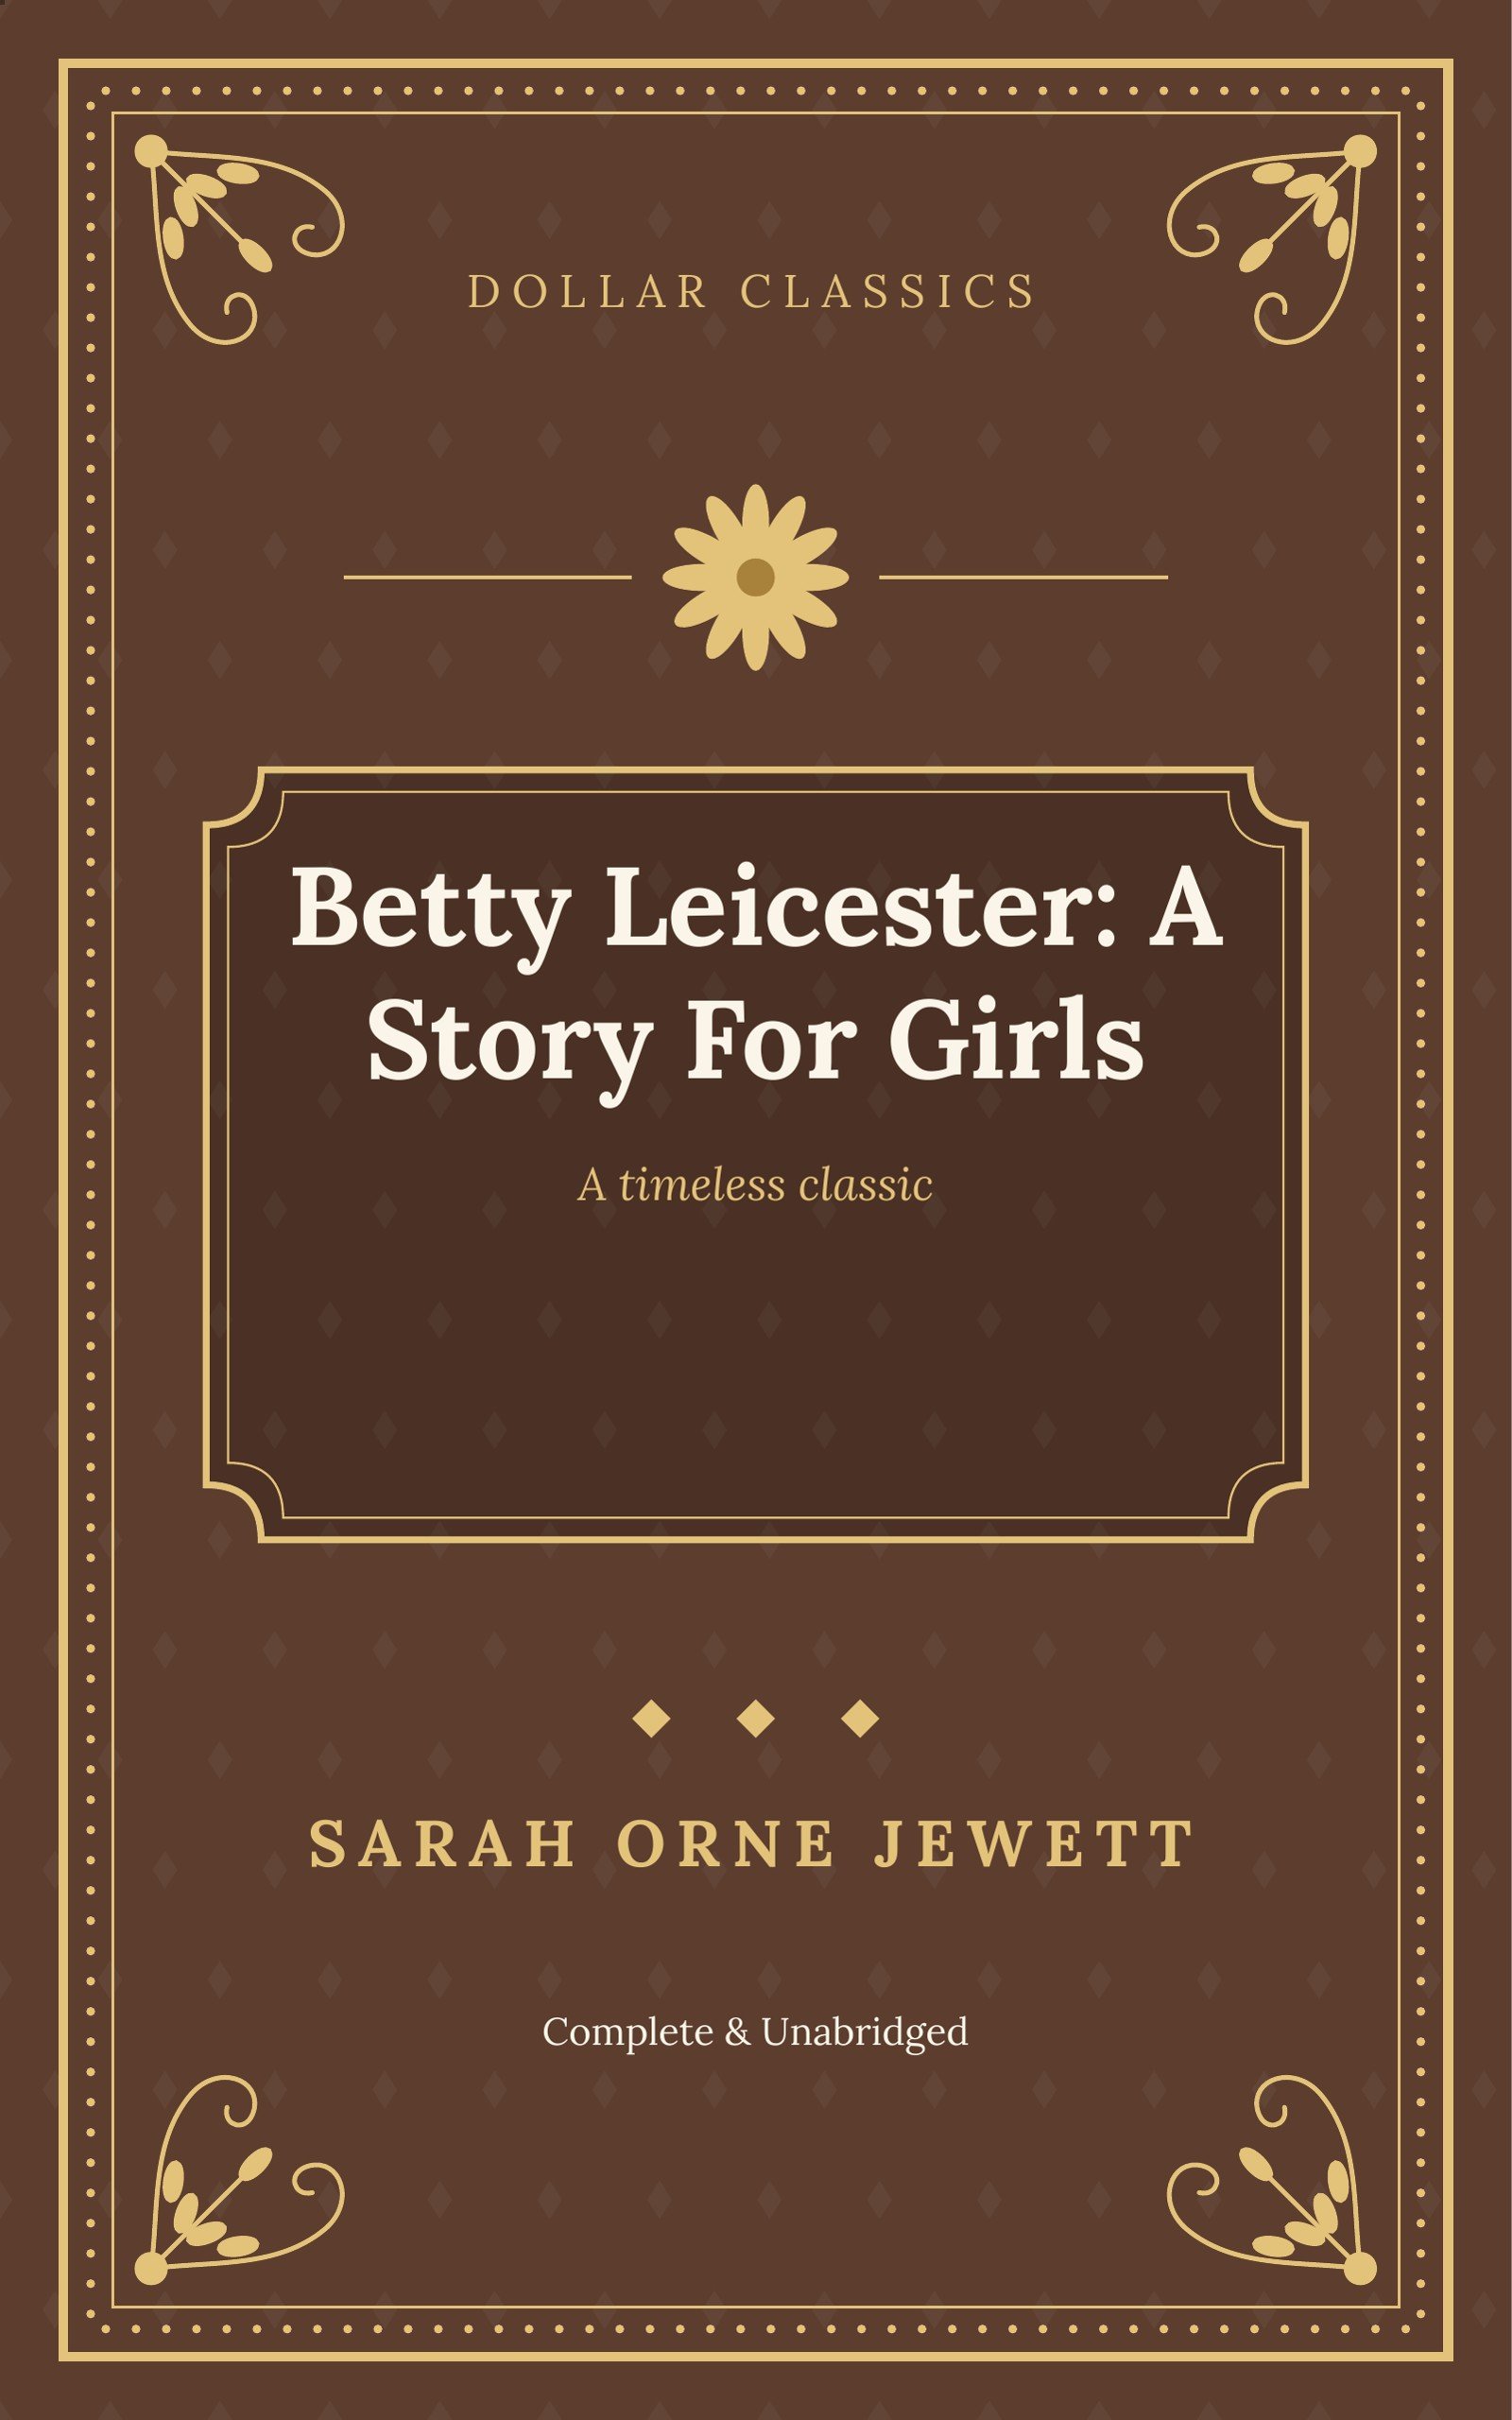 DOLLAR CLASSICS
Betty Leicester: A
Story For Girls
A timeless classic
SARAH ORNE JEWETT
Complete & Unabridged